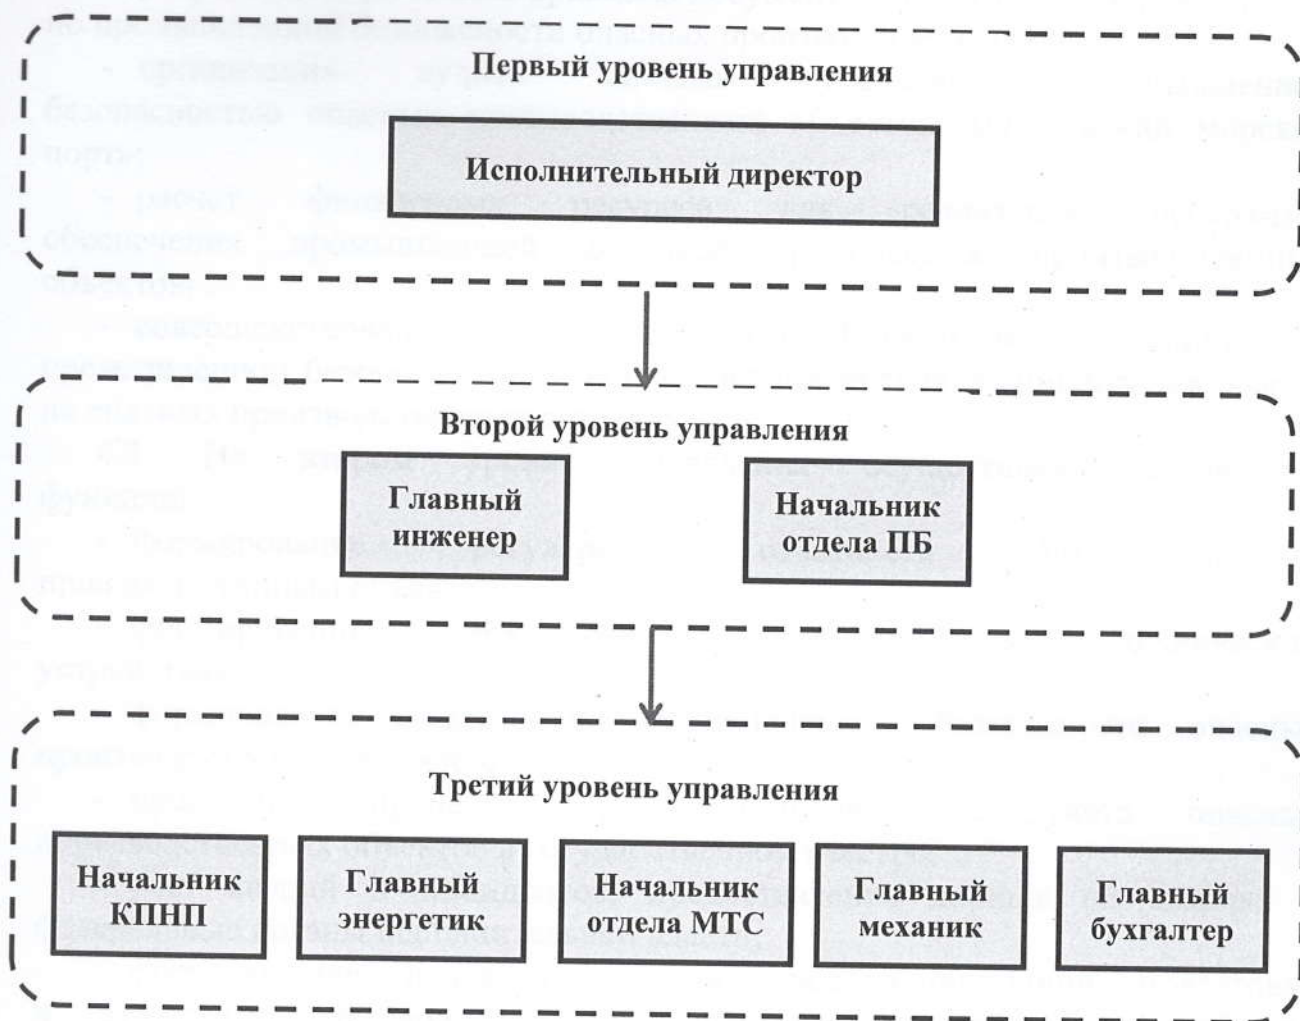 Первый уровень управления
Исполнительный директор
Второй уровень управления
Главный
инженер
Начальник
отдела ПБ
Третий уровень управления
Начальник
КПНП
Главный
энергетик
Начальник
отдела МТС
Главный
механик
Главный
бухгалтер